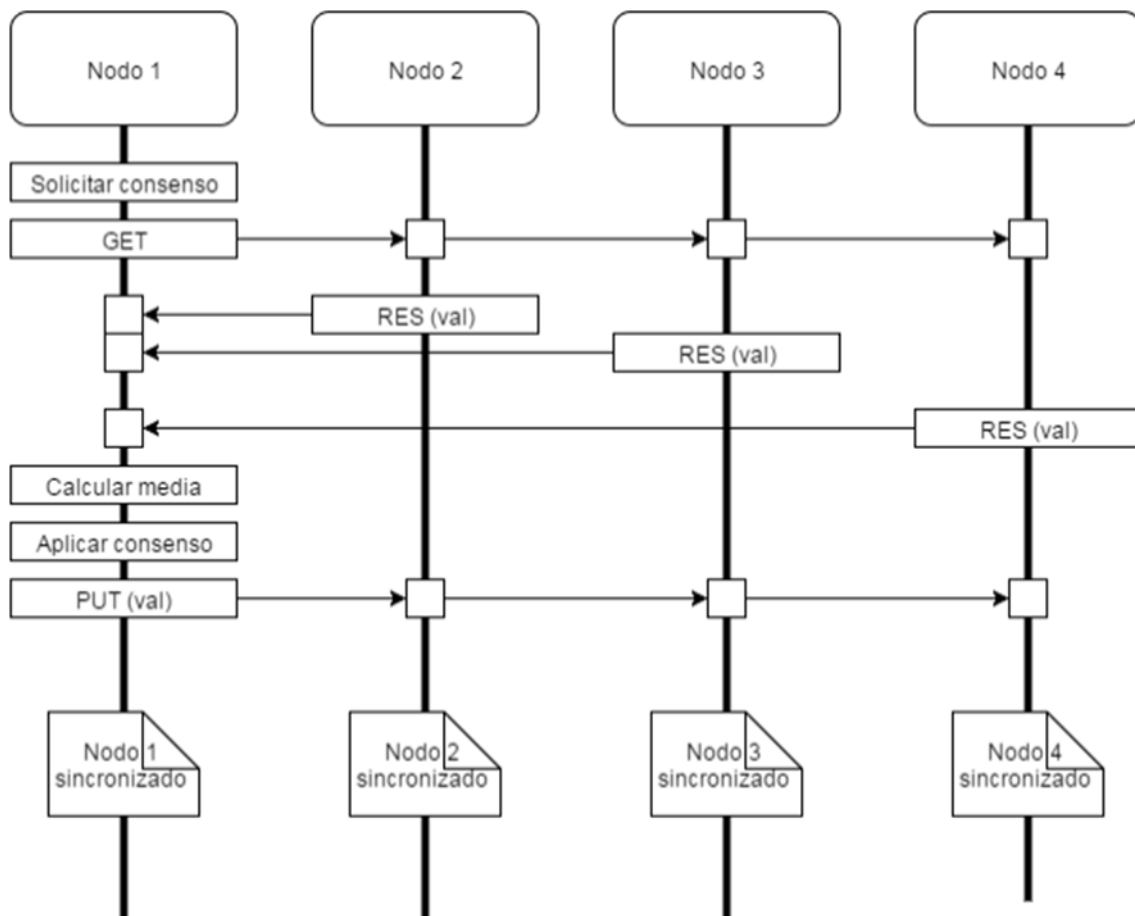 Nodo 1
Nodo 2
Nodo 3
Nodo 4
Solicitar consenso
GET
RES (val)
RES (val)
RES (val)
Calcular media
Aplicar consenso
PUT (val)
Nodo 1
sincronizado
Nodo 2
sincronizado
Nodo 3
sincronizado
Nodo 4
sincronizado